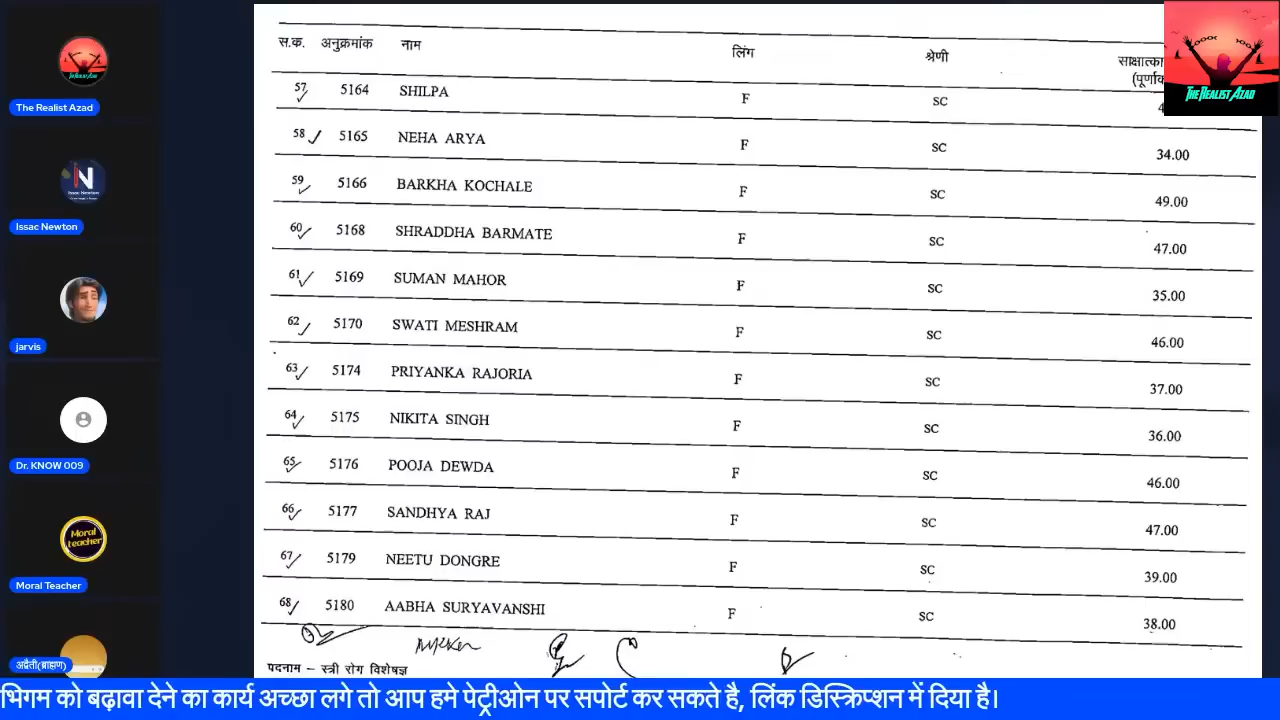 The Realist Azad
Issac Newton
jarvis
Dr. KNOW 009
Moral teacher
Moral Teacher
अद्वैती(ब्राह्मण)
THE REALIST AZAD
स.क. अनुक्रमांक नाम लिंग श्रेणी
57 5164 SHILPA F SC
58 5165 NEHA ARYA F SC 34.00
59 5166 BARKHA KOCHALE F SC 49.00
60 5168 SHRADDHA BARMATE F SC 47.00
61 5169 SUMAN MAHOR F SC 35.00
62 5170 SWATI MESHRAM F SC 46.00
63 5174 PRIYANKA RAJORIA F SC 37.00
64 5175 NIKITA SINGH F SC 36.00
65 5176 POOJA DEWDA F SC 46.00
66 5177 SANDHYA RAJ F SC 47.00
67 5179 NEETU DONGRE F SC 39.00
68 5180 AABHA SURYAVANSHI F SC 38.00
पदनाम – स्त्री रोग विशेषज्ञ
भिगम को बढ़ावा देने का कार्य अच्छा लगे तो आप हमे पेट्रीओन पर सपोर्ट कर सकते है, लिंक डिस्क्रिप्शन में दिया है।